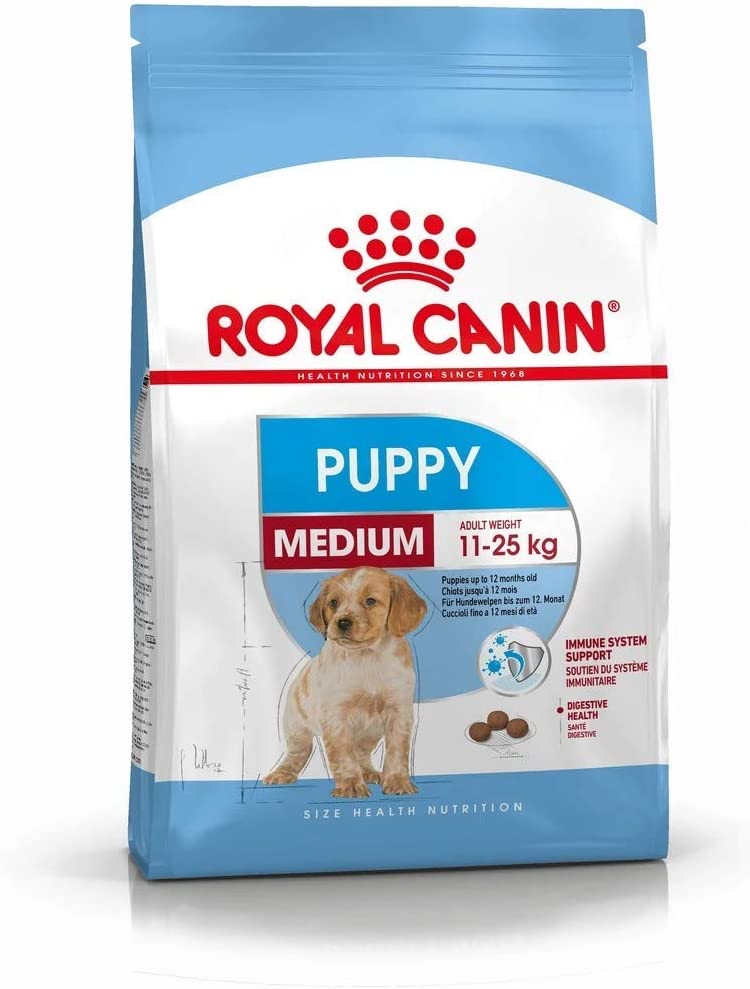 ROYAL CANIN®
HEALTH NUTRITION SINCE 1968
PUPPY
MEDIUM
ADULT WEIGHT
11-25 kg
Puppies up to 12 months old
Chiots jusqu'à 12 mois
Für Hundewelpen bis zum 12. Monat
Cuccioli fino a 12 mesi di età
IMMUNE SYSTEM
SUPPORT
SOUTIEN DU SYSTÈME
IMMUNITAIRE
DIGESTIVE
HEALTH
SANTÉ
DIGESTIVE
SIZE HEALTH NUTRITION